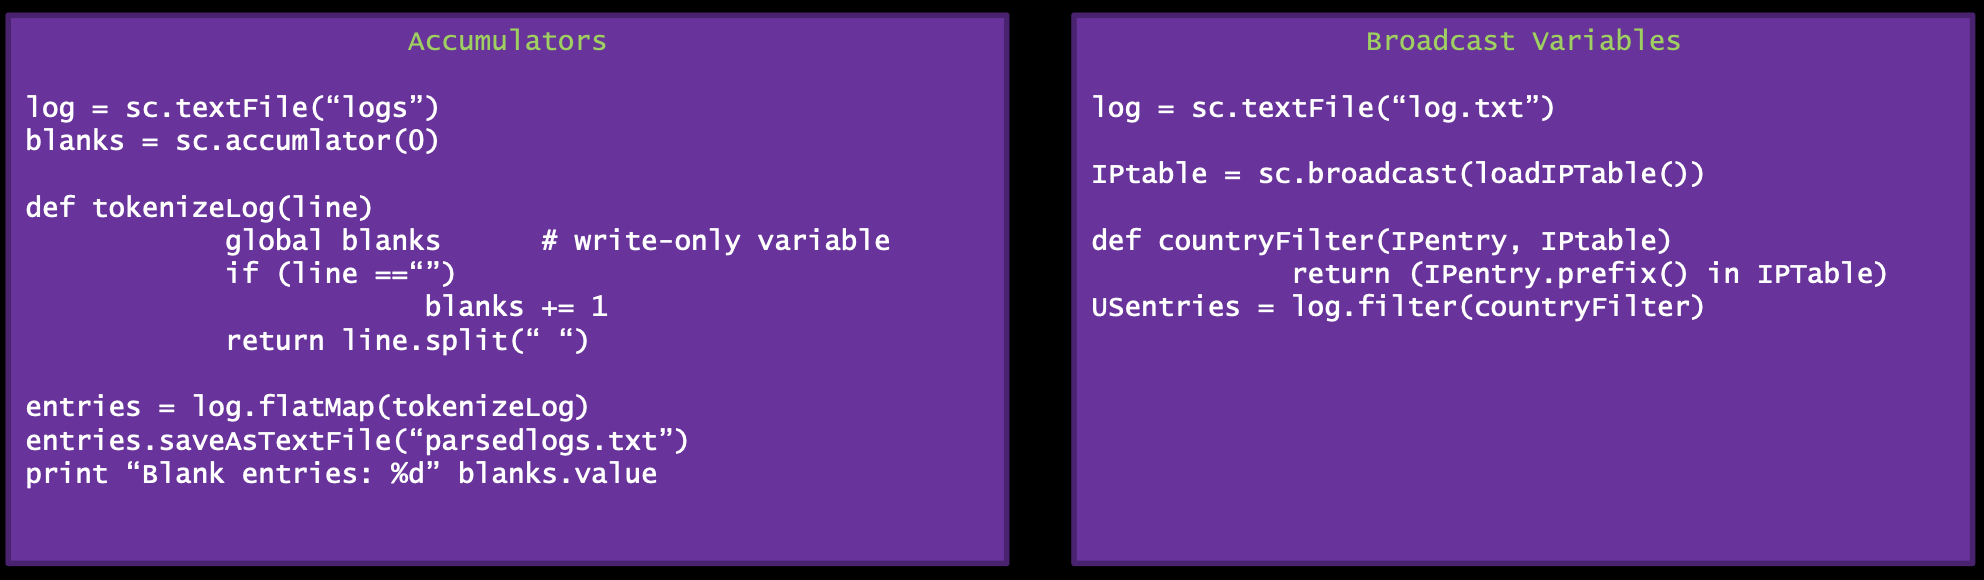 Accumulators
log = sc.textFile(“logs”)
blanks = sc.accumlator(0)
def tokenizeLog(line)
global blanks # write-only variable
if (line ==“”)
blanks += 1
return line.split(“ “)
entries = log.flatMap(tokenizeLog)
entries.saveAsTextFile(“parsedlogs.txt”)
print “Blank entries: %d” blanks.value
Broadcast Variables
log = sc.textFile(“log.txt”)
IPtable = sc.broadcast(loadIPTable())
def countryFilter(IPentry, IPtable)
return (IPentry.prefix() in IPTable)
USentries = log.filter(countryFilter)